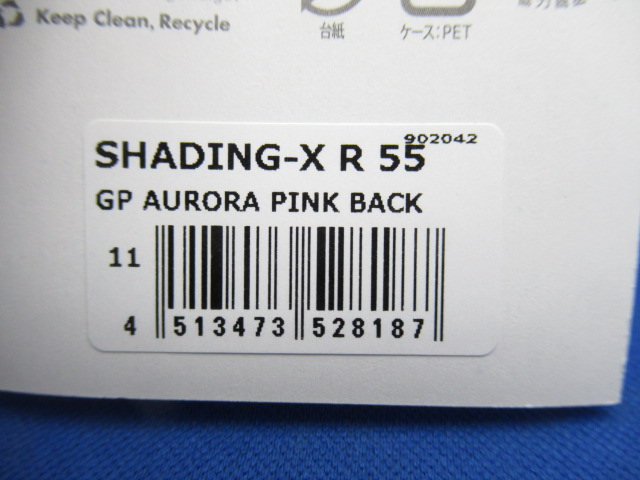 Keep Clean, Recycle
台紙
ケース:PET
902042
SHADING-X R 55
GP AURORA PINK BACK
11
4 513473 528187